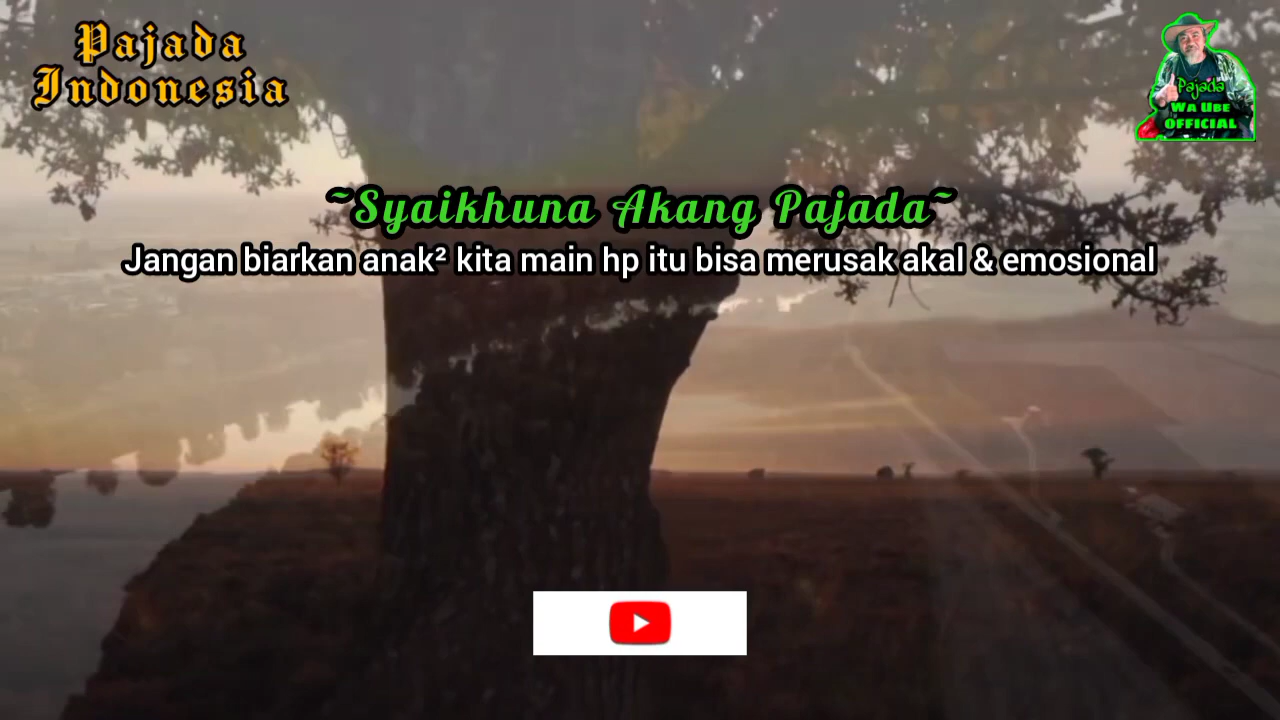 Pajada
Indonesia
Pajada
Wa Ube
OFFICIAL
~Syaikhuna Akang Pajada~
Jangan biarkan anak² kita main hp itu bisa merusak akal & emosional